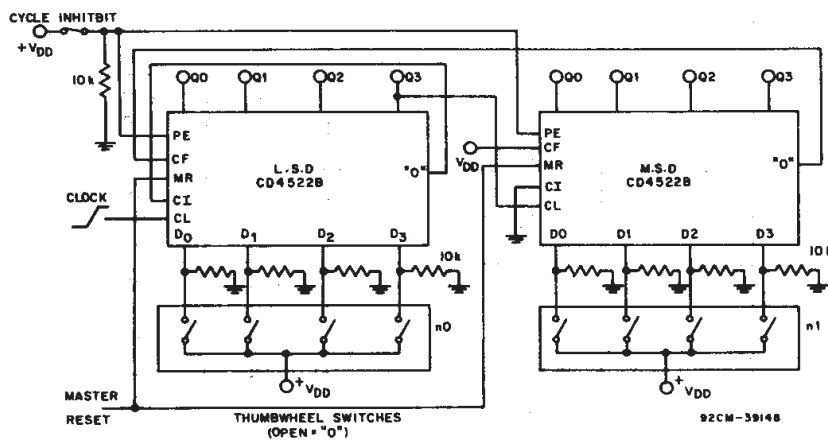 CYCLE INHITBIT
+VDD
10k
Q0 Q1 Q2 Q3
PE
CF
MR
CI
CL
L.S.D
CD4522B
"0"
CLOCK
D0 D1 D2 D3
10k
n0
+VDD
MASTER
RESET
THUMBWHEEL SWITCHES
(OPEN = "0")
Q0 Q1 Q2 Q3
VDD
PE
CF
MR
CI
CL
M.S.D
CD4522B
"0"
D0 D1 D2 D3
n1
+VDD
92CM-39148